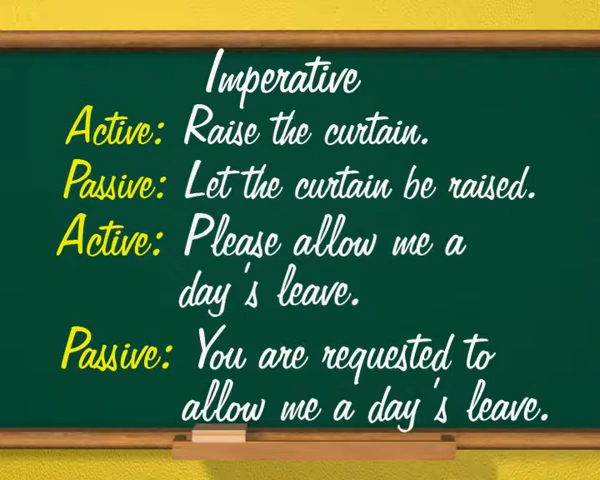 Imperative
Active: Raise the curtain.
Passive: Let the curtain be raised.
Active: Please allow me a
day's leave.
Passive: You are requested to
allow me a day's leave.